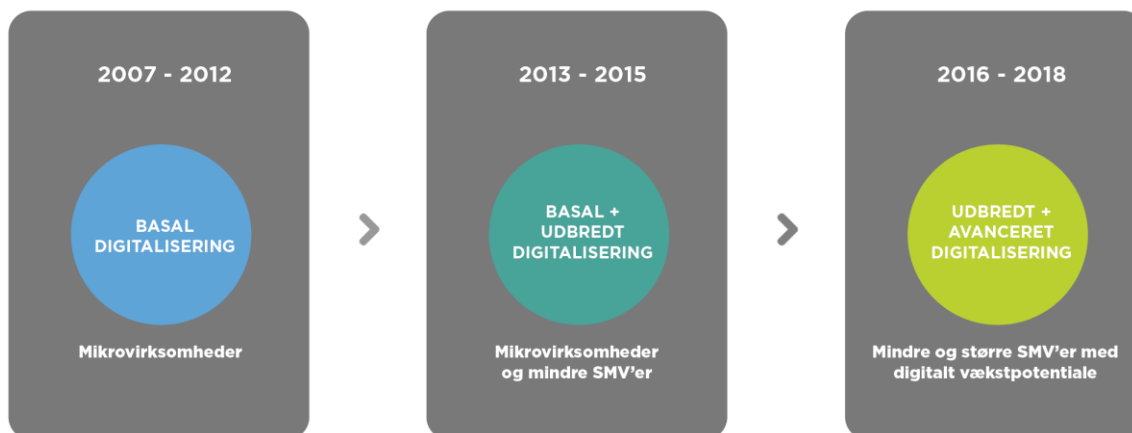 2007 - 2012
BASAL
DIGITALISERING
Mikrovirksomheder
2013 - 2015
BASAL +
UDBREDT
DIGITALISERING
Mikrovirksomheder
og mindre SMV'er
2016 - 2018
UDBREDT +
AVANCERET
DIGITALISERING
Mindre og større SMV'er med
digitalt vækstpotentiale